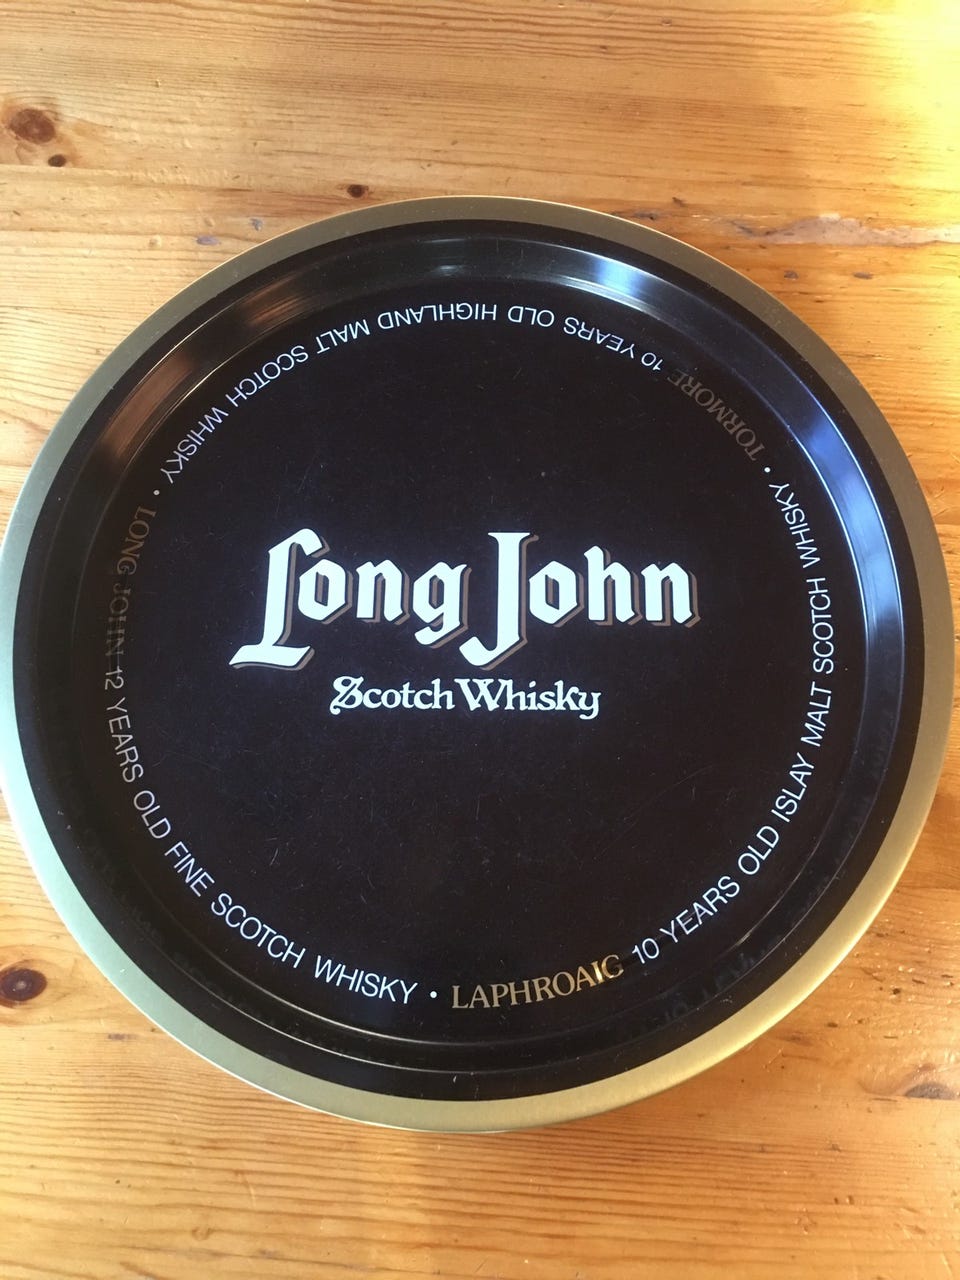 Long John
Scotch Whisky
LONG JOHN 12 YEARS OLD FINE SCOTCH WHISKY •
LAPHROAIG 10 YEARS OLD ISLAY MALT SCOTCH WHISKY •
TORMORE 10 YEARS OLD HIGHLAND MALT SCOTCH WHISKY •